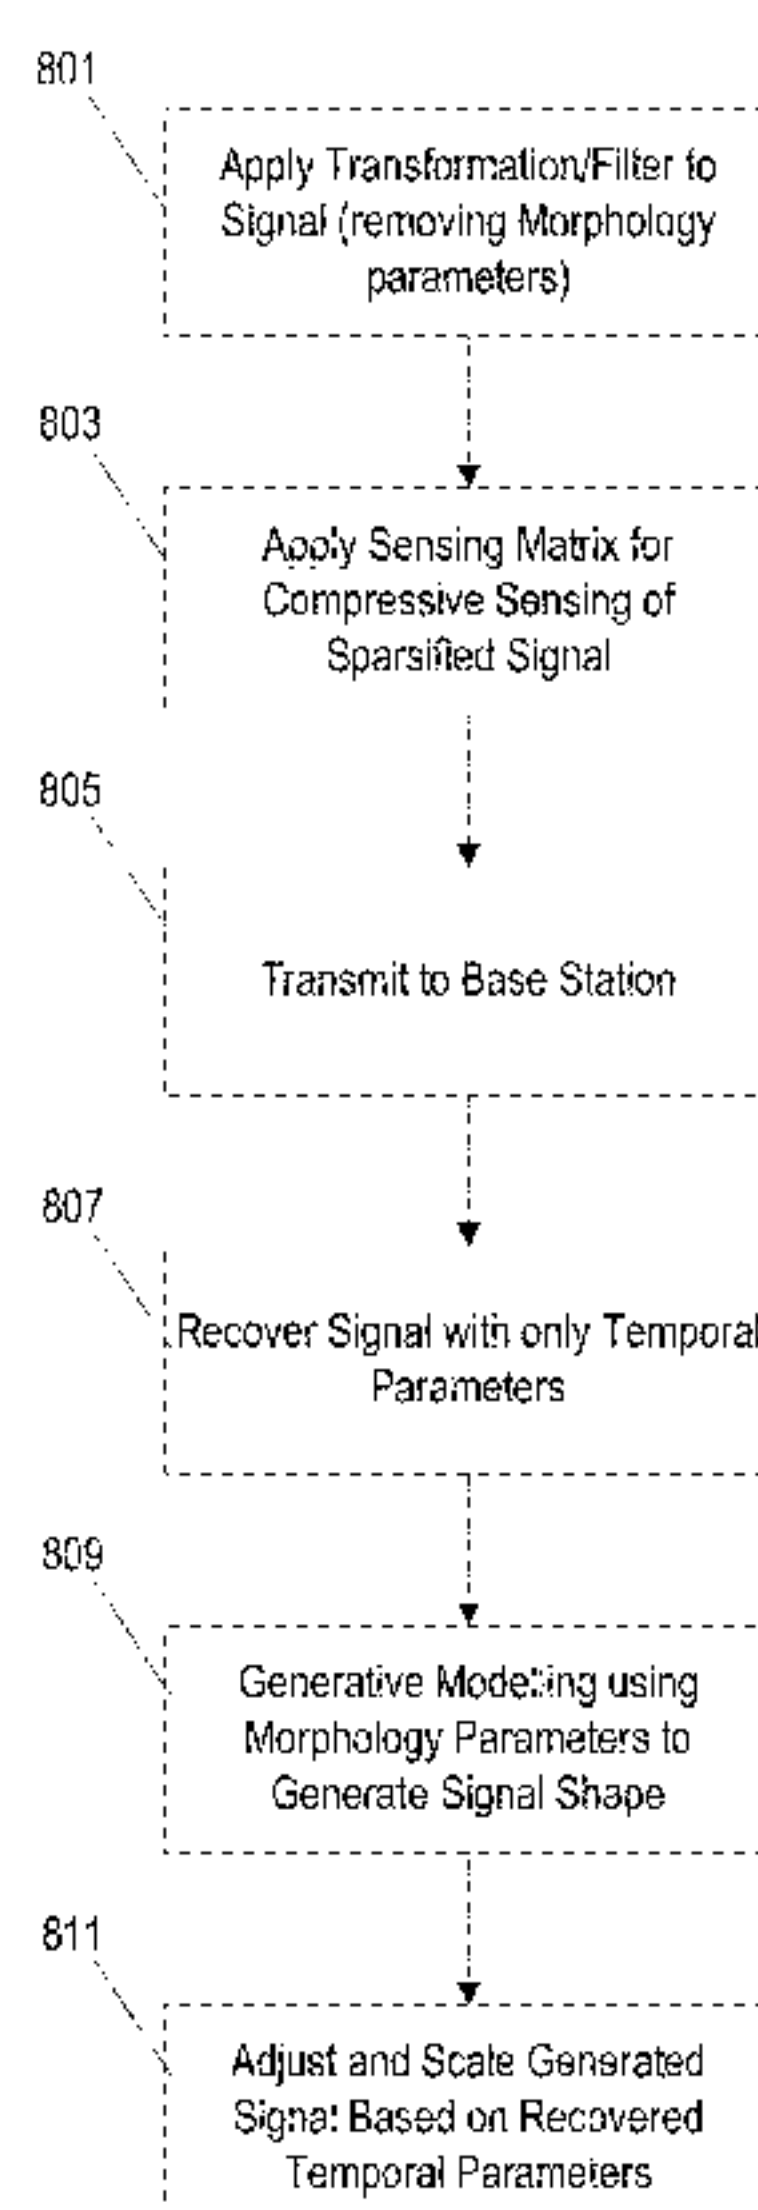 801
Apply Transformation/Filter to
Signal (removing Morphology
parameters)
803
Apply Sensing Matrix for
Compressive Sensing of
Sparsified Signal
805
Transmit to Base Station
807
Recover Signal with only Temporal
Parameters
809
Generative Modeling using
Morphology Parameters to
Generate Signal Shape
811
Adjust and Scale Generated
Signal Based on Recovered
Temporal Parameters